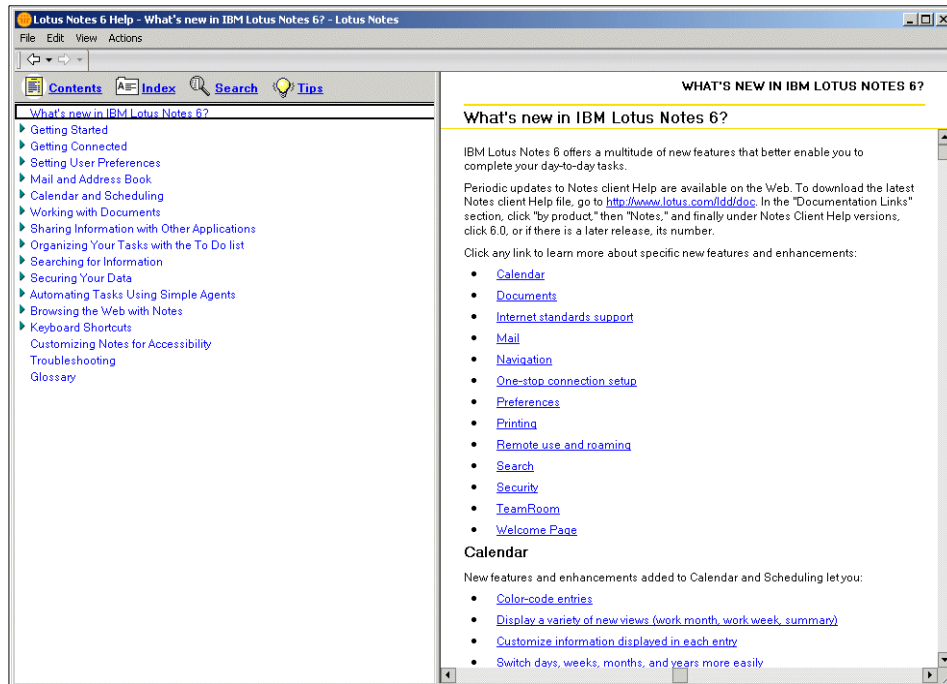 Lotus Notes 6 Help - What's new in IBM Lotus Notes 6? - Lotus Notes
File Edit View Actions
Contents Index Search Tips
What's new in IBM Lotus Notes 6?
Getting Started
Getting Connected
Setting User Preferences
Mail and Address Book
Calendar and Scheduling
Working with Documents
Sharing Information with Other Applications
Organizing Your Tasks with the To Do list
Searching for Information
Securing Your Data
Automating Tasks Using Simple Agents
Browsing the Web with Notes
Keyboard Shortcuts
Customizing Notes for Accessibility
Troubleshooting
Glossary
WHAT'S NEW IN IBM LOTUS NOTES 6?
What's new in IBM Lotus Notes 6?
IBM Lotus Notes 6 offers a multitude of new features that better enable you to
complete your day-to-day tasks.
Periodic updates to Notes client Help are available on the Web. To download the latest
Notes client Help file, go to http://www.lotus.com/ldd/doc. In the "Documentation Links"
section, click "by product," then "Notes," and finally under Notes Client Help versions,
click 6.0, or if there is a later release, its number.
Click any link to learn more about specific new features and enhancements:
• Calendar
• Documents
• Internet standards support
• Mail
• Navigation
• One-stop connection setup
• Preferences
• Printing
• Remote use and roaming
• Search
• Security
• TeamRoom
• Welcome Page
Calendar
New features and enhancements added to Calendar and Scheduling let you:
• Color-code entries
• Display a variety of new views (work month, work week, summary)
• Customize information displayed in each entry
• Switch days, weeks, months, and years more easily